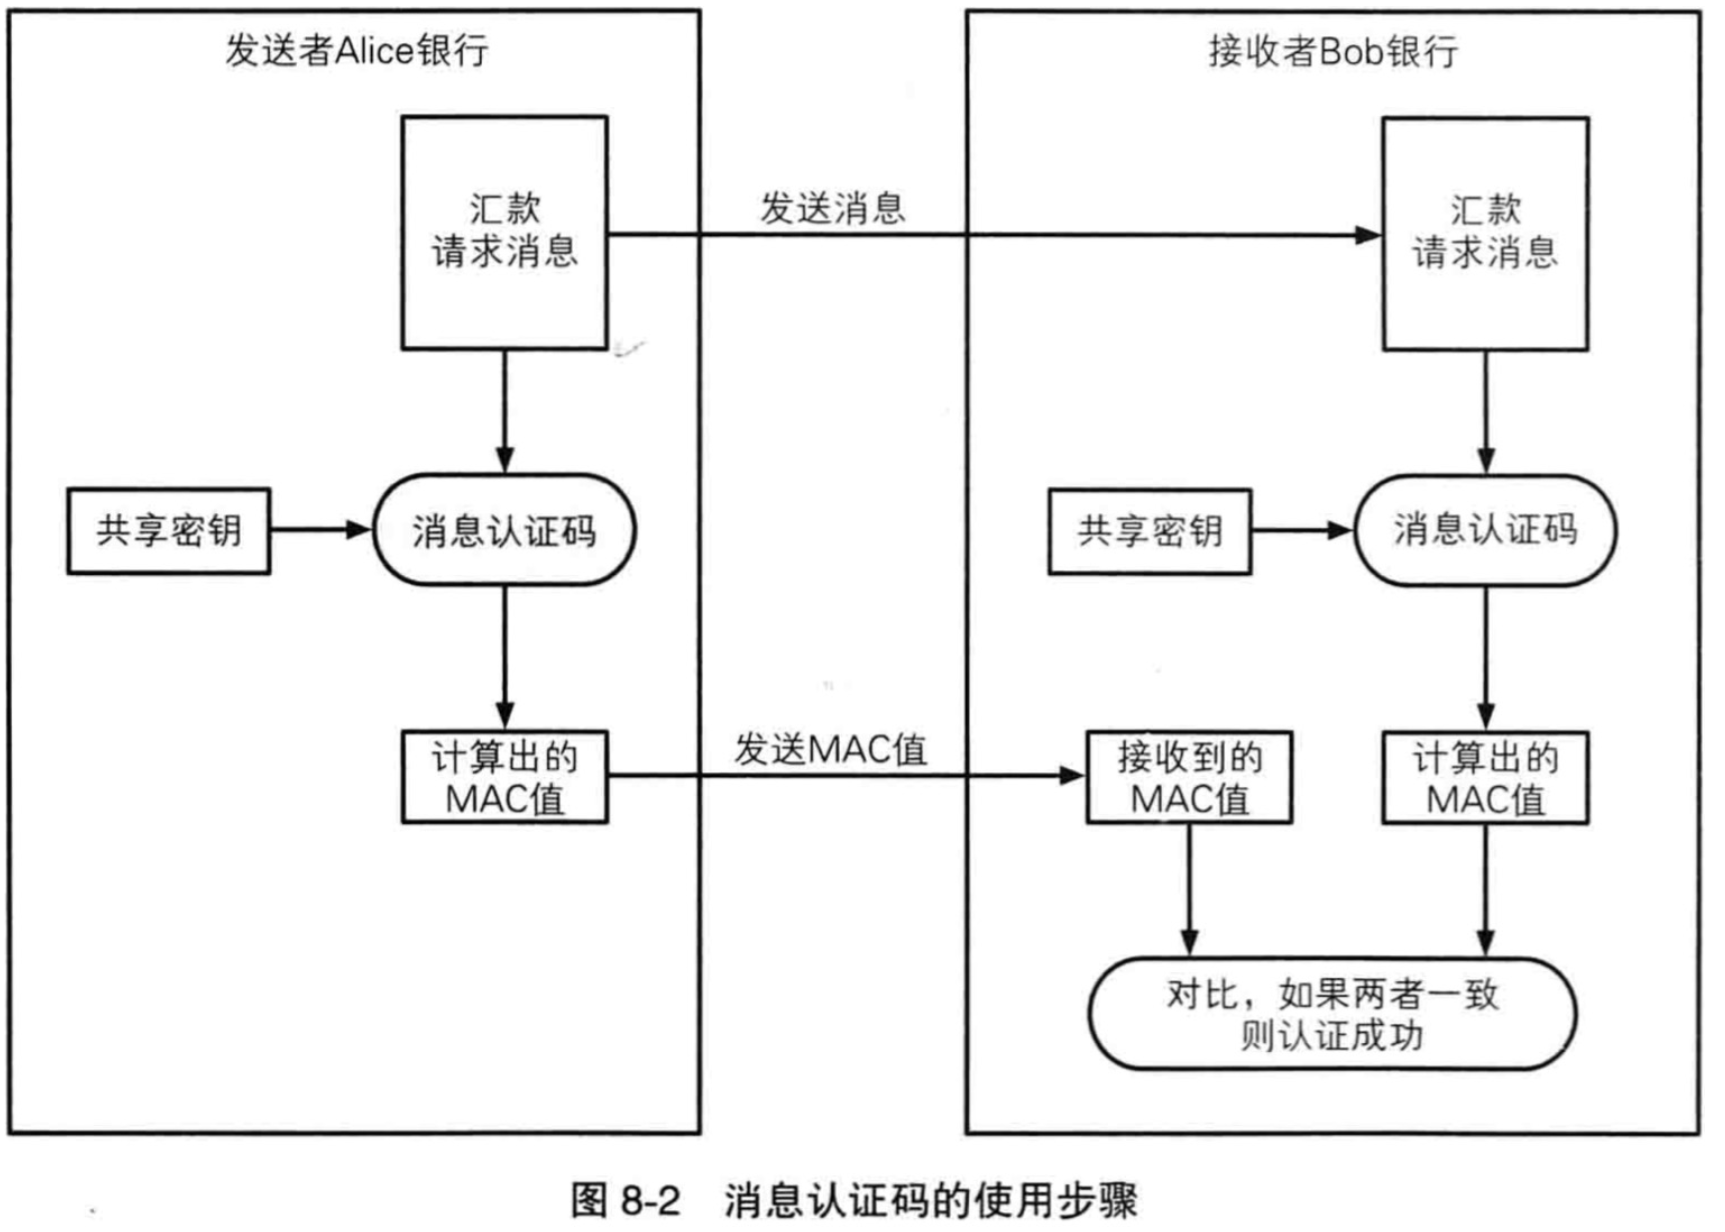 发送者Alice银行
接收者Bob银行
汇款
请求消息
发送消息
汇款
请求消息
共享密钥
消息认证码
共享密钥
消息认证码
计算出的
MAC值
发送MAC值
接收到的
MAC值
计算出的
MAC值
对比，如果两者一致
则认证成功
图 8-2 消息认证码的使用步骤